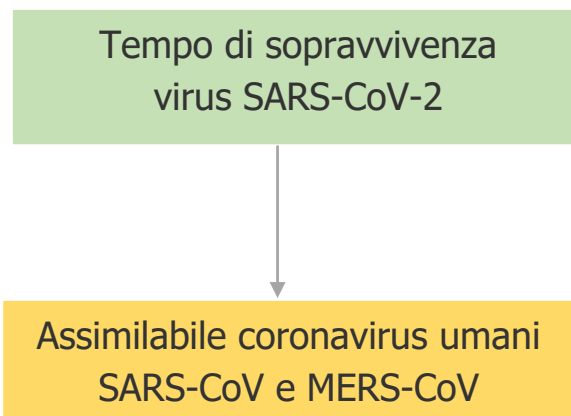 Tempo di sopravvivenza
virus SARS-CoV-2
Assimilabile coronavirus umani
SARS-CoV e MERS-CoV